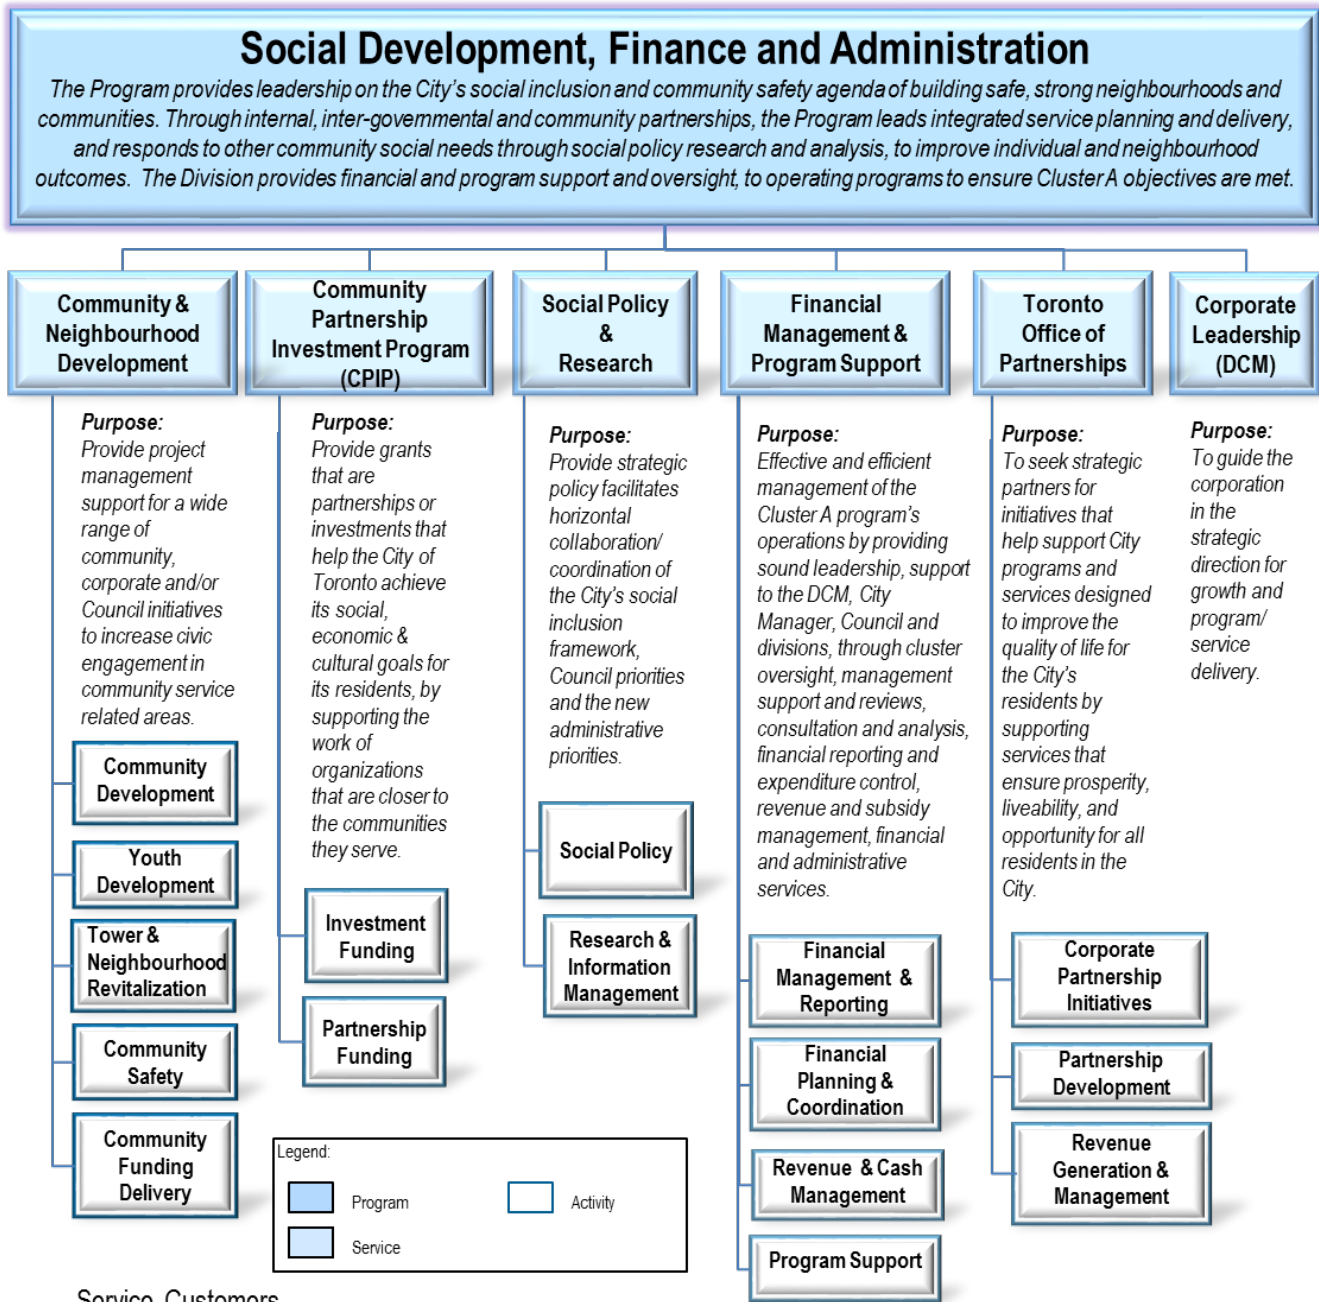 Social Development, Finance and Administration
The Program provides leadership on the City's social inclusion and community safety agenda of building safe, strong neighbourhoods and
communities. Through internal, inter-governmental and community partnerships, the Program leads integrated service planning and delivery,
and responds to other community social needs through social policy research and analysis, to improve individual and neighbourhood
outcomes. The Division provides financial and program support and oversight, to operating programs to ensure Cluster A objectives are met.
Community &
Neighbourhood
Development
Purpose:
Provide project
management
support for a wide
range of
community,
corporate and/or
Council initiatives
to increase civic
engagement in
community service
related areas.
Community
Development
Youth
Development
Tower &
Neighbourhood
Revitalization
Community
Safety
Community
Funding
Delivery
Community
Partnership
Investment Program
(CPIP)
Purpose:
Provide grants
that are
partnerships or
investments that
help the City of
Toronto achieve
its social,
economic &
cultural goals for
its residents, by
supporting the
work of
organizations
that are closer to
the communities
they serve.
Investment
Funding
Partnership
Funding
Social Policy
&
Research
Purpose:
Provide strategic
policy facilitates
horizontal
collaboration/
coordination of
the City's social
inclusion
framework,
Council priorities
and the new
administrative
priorities.
Social Policy
Research &
Information
Management
Financial
Management &
Program Support
Purpose:
Effective and efficient
management of the
Cluster A program's
operations by providing
sound leadership, support
to the DCM, City
Manager, Council and
divisions, through cluster
oversight, management
support and reviews,
consultation and analysis,
financial reporting and
expenditure control,
revenue and subsidy
management, financial
and administrative
services.
Financial
Management &
Reporting
Financial
Planning &
Coordination
Revenue & Cash
Management
Program Support
Toronto
Office of
Partnerships
Purpose:
To seek strategic
partners for
initiatives that
help support City
programs and
services designed
to improve the
quality of life for
the City's
residents by
supporting
services that
ensure prosperity,
liveability, and
opportunity for all
residents in the
City.
Corporate
Partnership
Initiatives
Partnership
Development
Revenue
Generation &
Management
Corporate
Leadership
(DCM)
Purpose:
To guide the
corporation
in the
strategic
direction for
growth and
program/
service
delivery.
Legend:
Program
Activity
Service
Service Customers